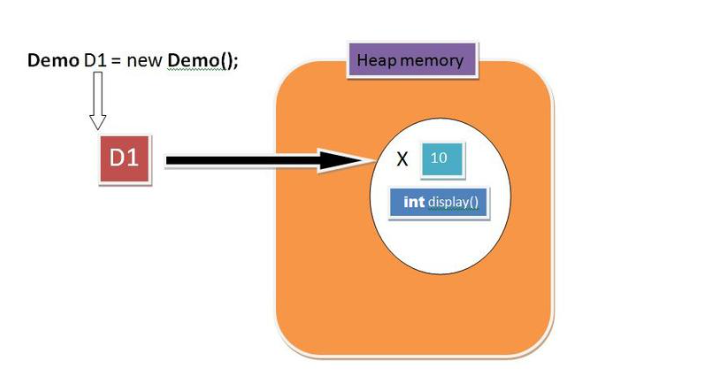 Heap memory
Demo D1 = new Demo();
D1
X 10
int display()